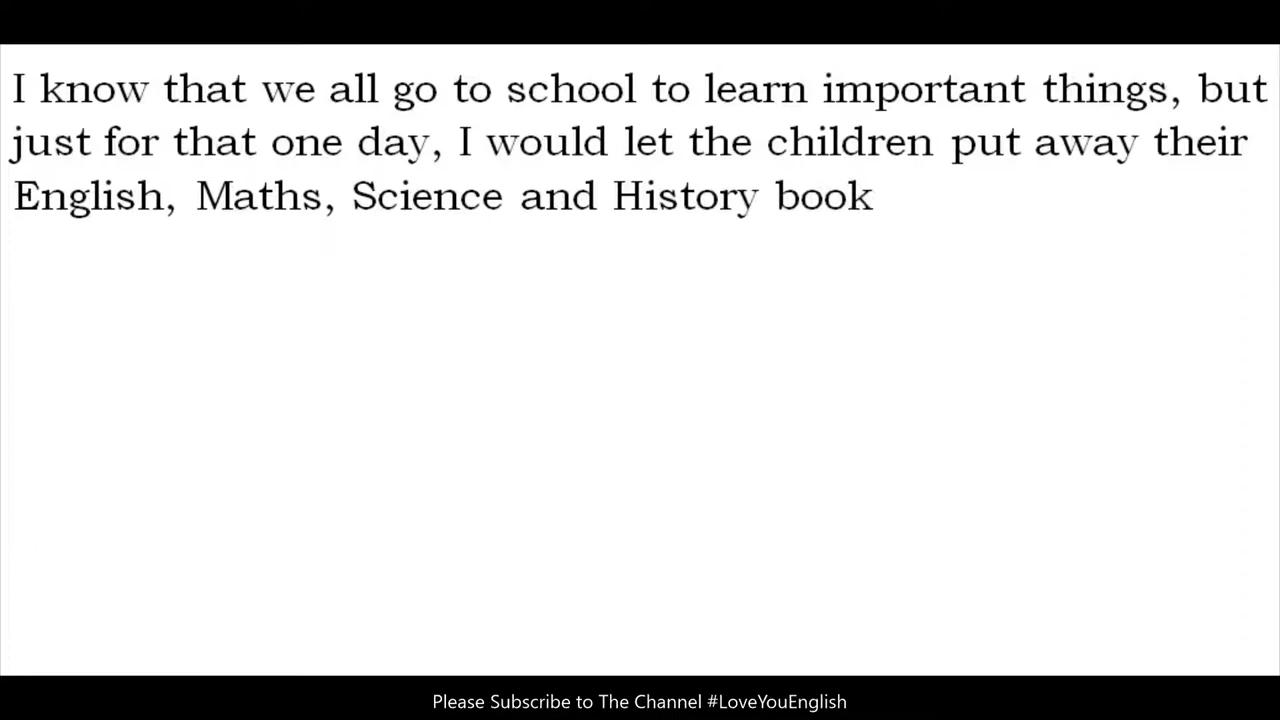 I know that we all go to school to learn important things, but
just for that one day, I would let the children put away their
English, Maths, Science and History book
Please Subscribe to The Channel #LoveYouEnglish